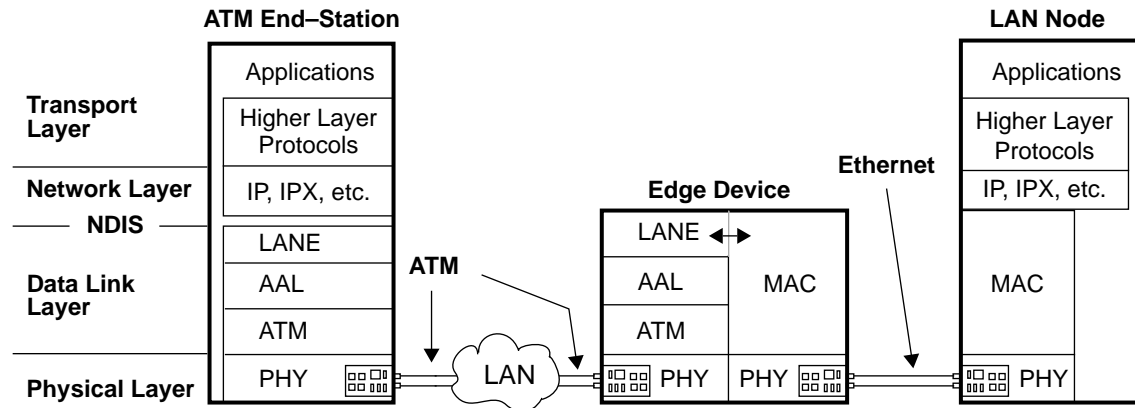 ATM End–Station
LAN Node
Applications
Applications
Transport
Layer
Higher Layer
Protocols
Higher Layer
Protocols
Ethernet
Network Layer
IP, IPX, etc.
IP, IPX, etc.
Edge Device
NDIS
LANE
LANE
ATM
Data Link
Layer
AAL
AAL
MAC
MAC
ATM
ATM
Physical Layer
PHY
LAN
PHY
PHY
PHY